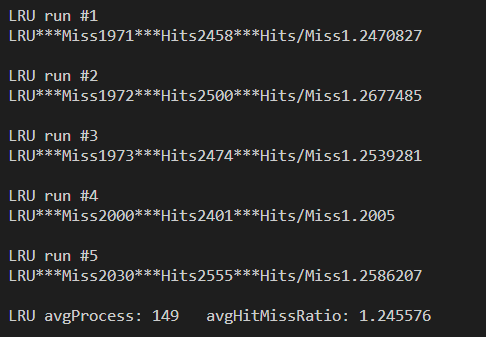 LRU run #1
LRU***Miss1971***Hits2458***Hits/Miss1.2470827
LRU run #2
LRU***Miss1972***Hits2500***Hits/Miss1.2677485
LRU run #3
LRU***Miss1973***Hits2474***Hits/Miss1.2539281
LRU run #4
LRU***Miss2000***Hits2401***Hits/Miss1.2005
LRU run #5
LRU***Miss2030***Hits2555***Hits/Miss1.2586207
LRU avgProcess: 149   avgHitMissRatio: 1.245576